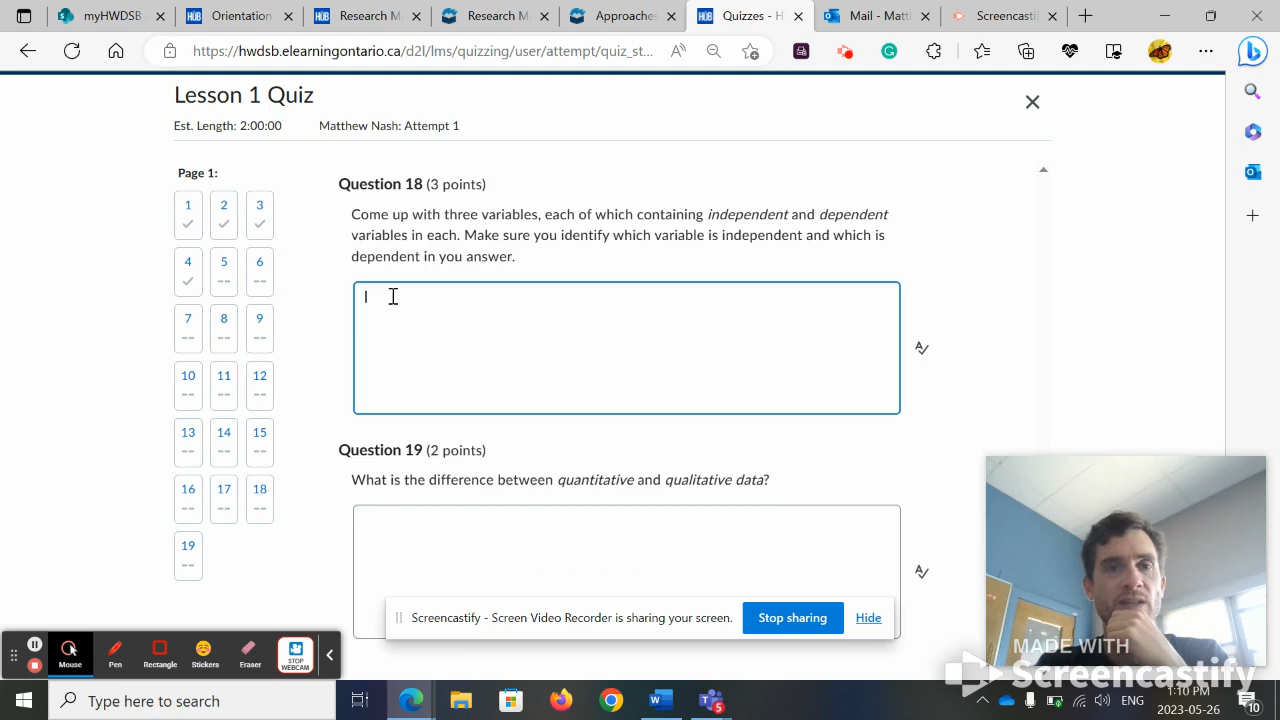 myHWDSB
HUB Orientation
HUB Research M
Research M
Approaches
HUB Quizzes - H
Mail - Matt
Screencasti
https://hwdsb.elearningontario.ca/d2l/lms/quizzing/user/attempt/quiz_st...
Lesson 1 Quiz
Est. Length: 2:00:00 Matthew Nash: Attempt 1
Page 1:
1 2 3
4 5 6
-- --
7 8 9
-- -- --
10 11 12
-- -- --
13 14 15
-- -- --
16 17 18
-- -- --
19
--
Question 18 (3 points)
Come up with three variables, each of which containing independent and dependent
variables in each. Make sure you identify which variable is independent and which is
dependent in you answer.
Question 19 (2 points)
What is the difference between quantitative and qualitative data?
Screencastify - Screen Video Recorder is sharing your screen.
Stop sharing
Hide
Mouse
Pen
Rectangle
Stickers
Eraser
STOP
WEBCAM
MADE WITH
Screencastify
Type here to search
5
ENG
1:10 PM
2023-05-26
10